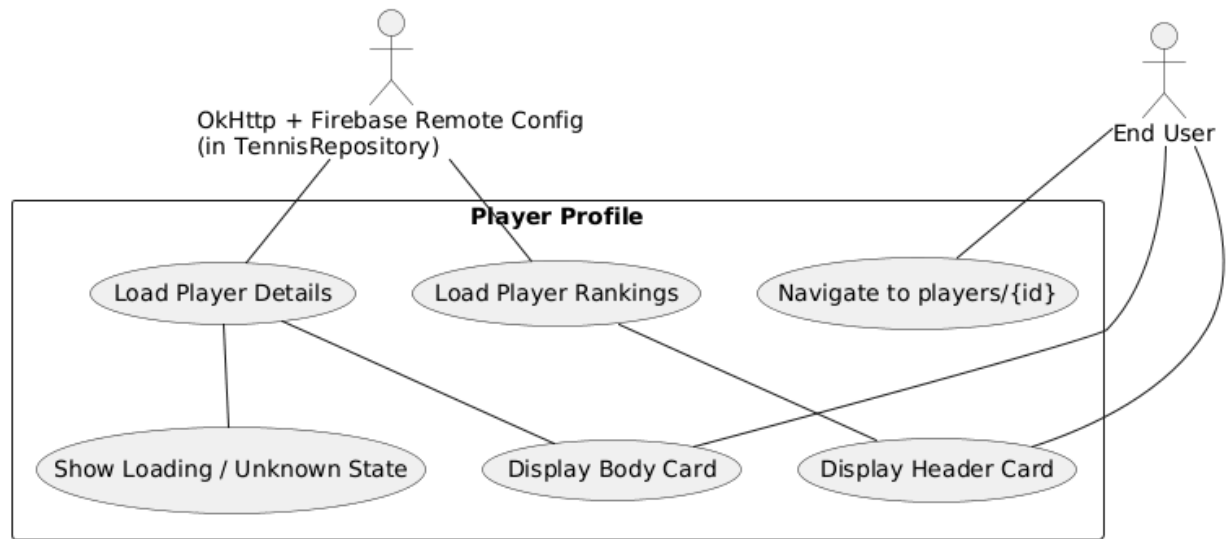 OkHttp + Firebase Remote Config
(in TennisRepository)
End User
Player Profile
Load Player Details
Load Player Rankings
Navigate to players/{id}
Show Loading / Unknown State
Display Body Card
Display Header Card